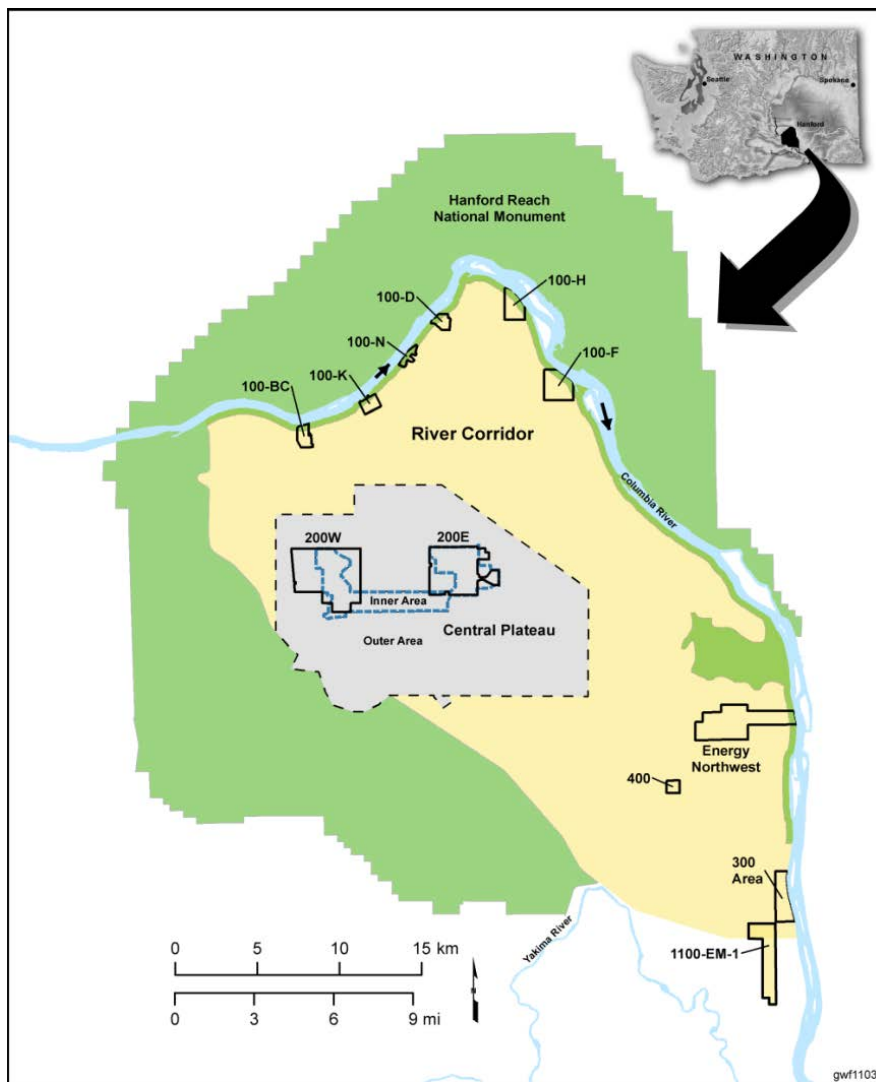 WASHINGTON
Seattle
Spokane
Hanford
Hanford Reach
National Monument
100-H
100-D
100-N
100-F
100-K
100-BC
River Corridor
Columbia River
200W
200E
Inner Area
Outer Area
Central Plateau
Energy
Northwest
400
300
Area
Yakima River
1100-EM-1
0 5 10 15 km
N
0 3 6 9 mi
gwf1103